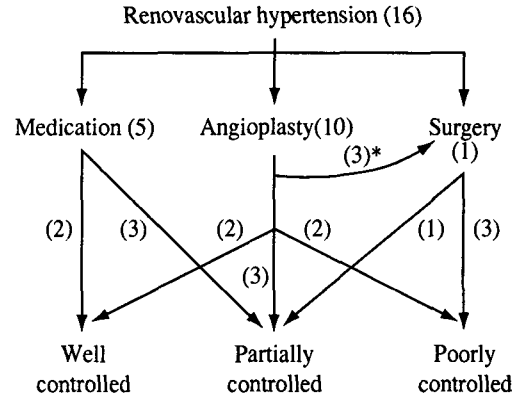 Renovascular hypertension (16)
Medication (5) Angioplasty(10) Surgery
(3)* (1)
(2) (3) (2) (2) (1) (3)
(3)
Well Partially Poorly
controlled controlled controlled